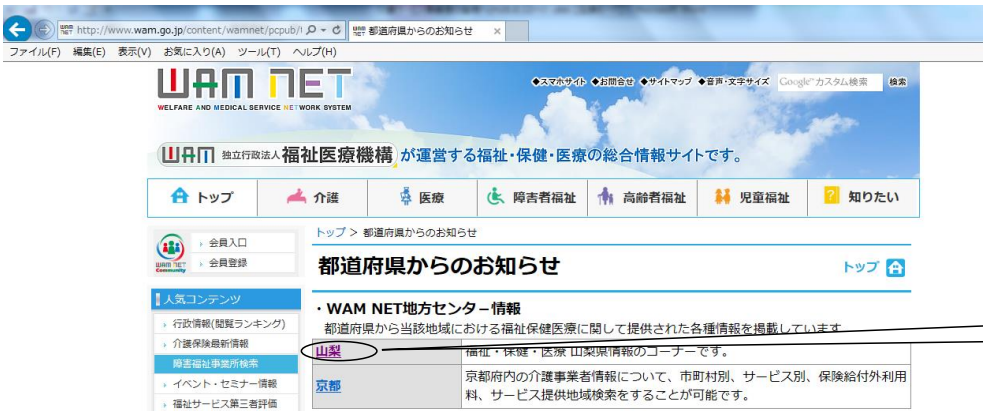 http://www.wam.go.jp/content/wamnet/pcpub/
都道府県からのお知らせ
ファイル(F) 編集(E) 表示(V) お気に入り(A) ツール(T) ヘルプ(H)
WAM NET
WELFARE AND MEDICAL SERVICE NETWORK SYSTEM
◆スマホサイト ◆お問合せ ◆サイトマップ ◆音声・文字サイズ Google カスタム検索 検索
WAM 独立行政法人福祉医療機構が運営する福祉・保健・医療の総合情報サイトです。
トップ 介護 医療 障害者福祉 高齢者福祉 児童福祉 知りたい
WAM NET Community
会員入口
会員登録
トップ > 都道府県からのお知らせ
都道府県からのお知らせ
トップ
人気コンテンツ
行政情報(閲覧ランキング)
介護保険最新情報
障害福祉事業所検索
イベント・セミナー情報
福祉サービス第三者評価
・WAM NET地方センター情報
都道府県から当該地域における福祉保健医療に関して提供された各種情報を掲載しています
山梨 福祉・保健・医療 山梨県情報のコーナーです。
京都 京都府内の介護事業者情報について、市町村別、サービス別、保険給付外利用
料、サービス提供地域検索をすることが可能です。